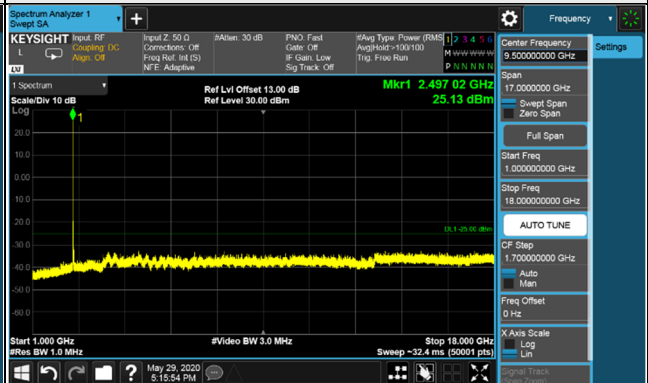 Spectrum Analyzer 1
Swept SA
+
Frequency
KEYSIGHT
L
LXI
Input: RF
Coupling: DC
Align: Off
Input Z: 50 Ω
Corrections: Off
Freq Ref: Int (S)
NFE: Adaptive
#Atten: 30 dB
PNO: Fast
Gate: Off
IF Gain: Low
Sig Track: Off
#Avg Type: Power (RMS)
Avg|Hold:>100/100
Trig: Free Run
1 2 3 4 5 6
M W W W W W
P N N N N N
Center Frequency
9.500000000 GHz
Settings
Span
17.0000000 GHz
Swept Span
Zero Span
Full Span
Start Freq
1.000000000 GHz
Stop Freq
18.000000000 GHz
AUTO TUNE
CF Step
1.700000000 GHz
Auto
Man
Freq Offset
0 Hz
X Axis Scale
Log
Lin
Signal Track
(Span Zoom)
1 Spectrum
Scale/Div 10 dB
Log
Ref Lvl Offset 13.00 dB
Ref Level 30.00 dBm
Mkr1 2.497 02 GHz
25.13 dBm
1
20.0
10.0
0.00
-10.0
-20.0
DL1 -25.00 dBm
-30.0
-40.0
-50.0
-60.0
Start 1.000 GHz
#Res BW 1.0 MHz
#Video BW 3.0 MHz
Stop 18.000 GHz
Sweep ~32.4 ms (50001 pts)
?
May 29, 2020
5:15:54 PM